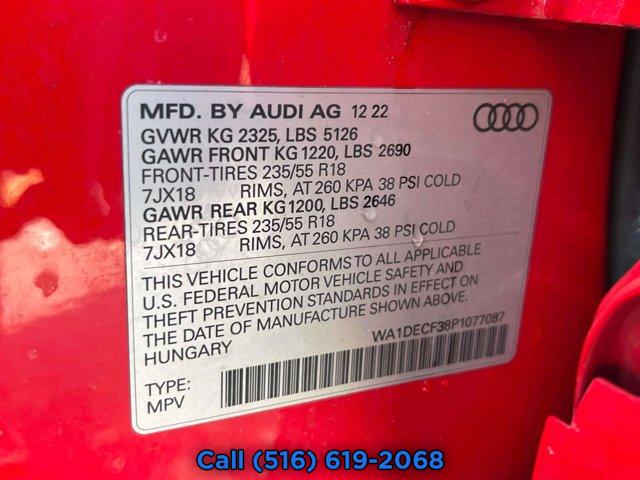 MFD. BY AUDI AG 12 22
GVWR KG 2325, LBS 5126
GAWR FRONT KG 1220, LBS 2690
FRONT-TIRES 235/55 R18
7JX18 RIMS, AT 260 KPA 38 PSI COLD
GAWR REAR KG1200, LBS 2646
REAR-TIRES 235/55 R18
7JX18 RIMS, AT 260 KPA 38 PSI COLD
THIS VEHICLE CONFORMS TO ALL APPLICABLE
U.S. FEDERAL MOTOR VEHICLE SAFETY AND
THEFT PREVENTION STANDARDS IN EFFECT ON
THE DATE OF MANUFACTURE SHOWN ABOVE.
HUNGARY
WA1DECF38P1077087
TYPE:
MPV
Call (516) 619-2068